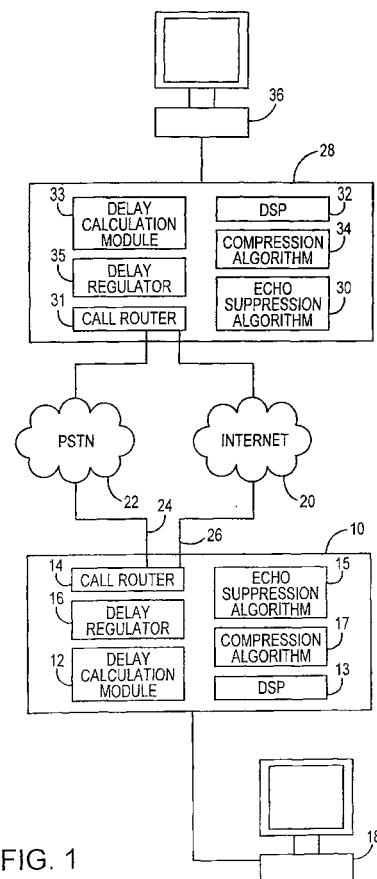 36
28
33
DELAY
CALCULATION
MODULE
DSP
32
COMPRESSION
ALGORITHM
34
35
DELAY
REGULATOR
ECHO
SUPPRESSION
ALGORITHM
30
31
CALL ROUTER
PSTN
INTERNET
22
24
20
26
10
14
CALL ROUTER
ECHO
SUPPRESSION
ALGORITHM
15
16
DELAY
REGULATOR
COMPRESSION
ALGORITHM
17
12
DELAY
CALCULATION
MODULE
DSP
13
18
FIG. 1